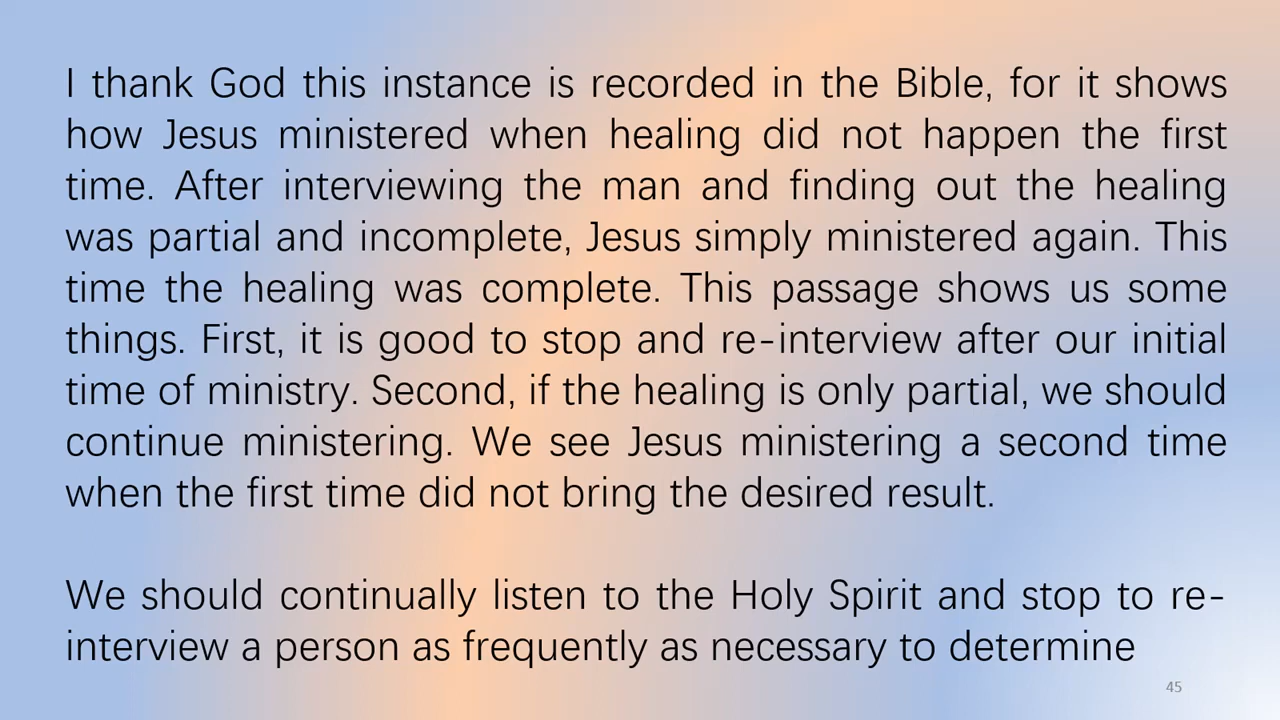 I thank God this instance is recorded in the Bible, for it shows
how Jesus ministered when healing did not happen the first
time. After interviewing the man and finding out the healing
was partial and incomplete, Jesus simply ministered again. This
time the healing was complete. This passage shows us some
things. First, it is good to stop and re-interview after our initial
time of ministry. Second, if the healing is only partial, we should
continue ministering. We see Jesus ministering a second time
when the first time did not bring the desired result.
We should continually listen to the Holy Spirit and stop to re-
interview a person as frequently as necessary to determine
45